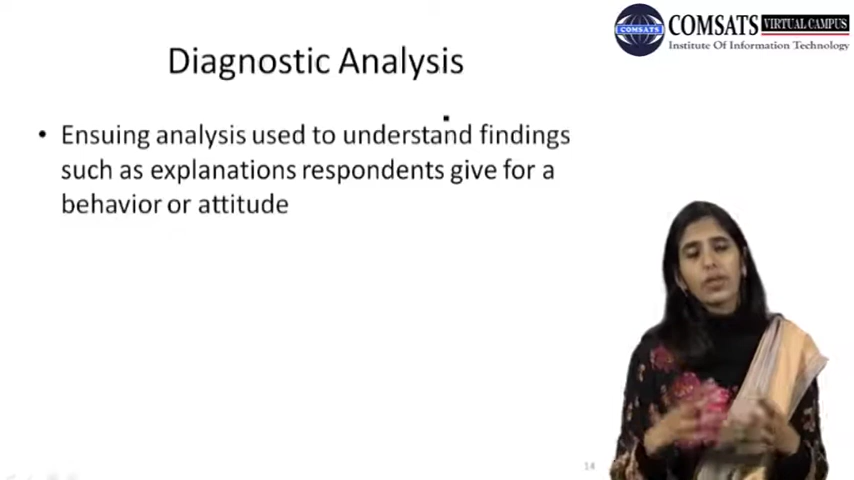 COMSATS VIRTUAL CAMPUS
Institute Of Information Technology
COMSATS
Diagnostic Analysis
• Ensuing analysis used to understand findings
such as explanations respondents give for a
behavior or attitude
14